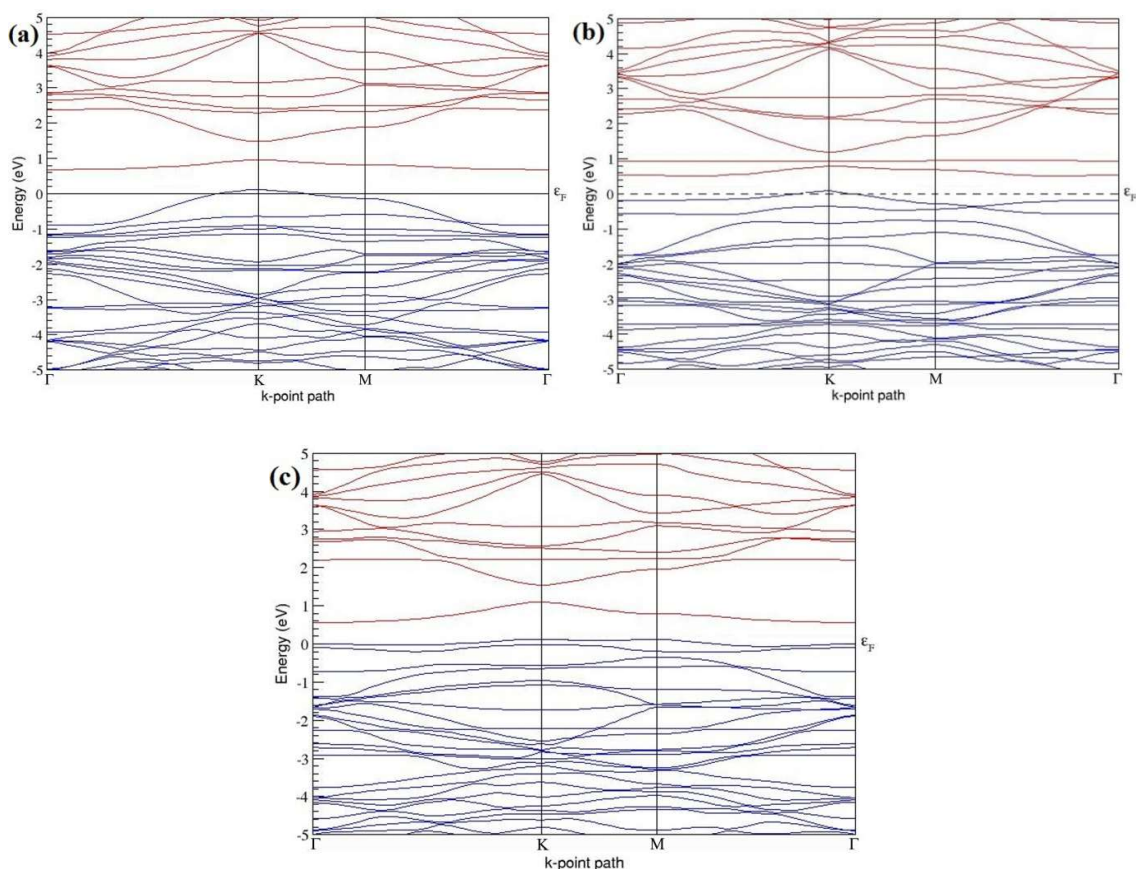 (a)
5
4
3
2
1
0
-1
-2
-3
-4
-5
Energy (eV)
εF
Γ
K
M
Γ
k-point path
(b)
5
4
3
2
1
0
-1
-2
-3
-4
-5
Energy (eV)
εF
Γ
K
M
Γ
k-point path
(c)
5
4
3
2
1
0
-1
-2
-3
-4
-5
Energy (eV)
εF
Γ
K
M
Γ
k-point path